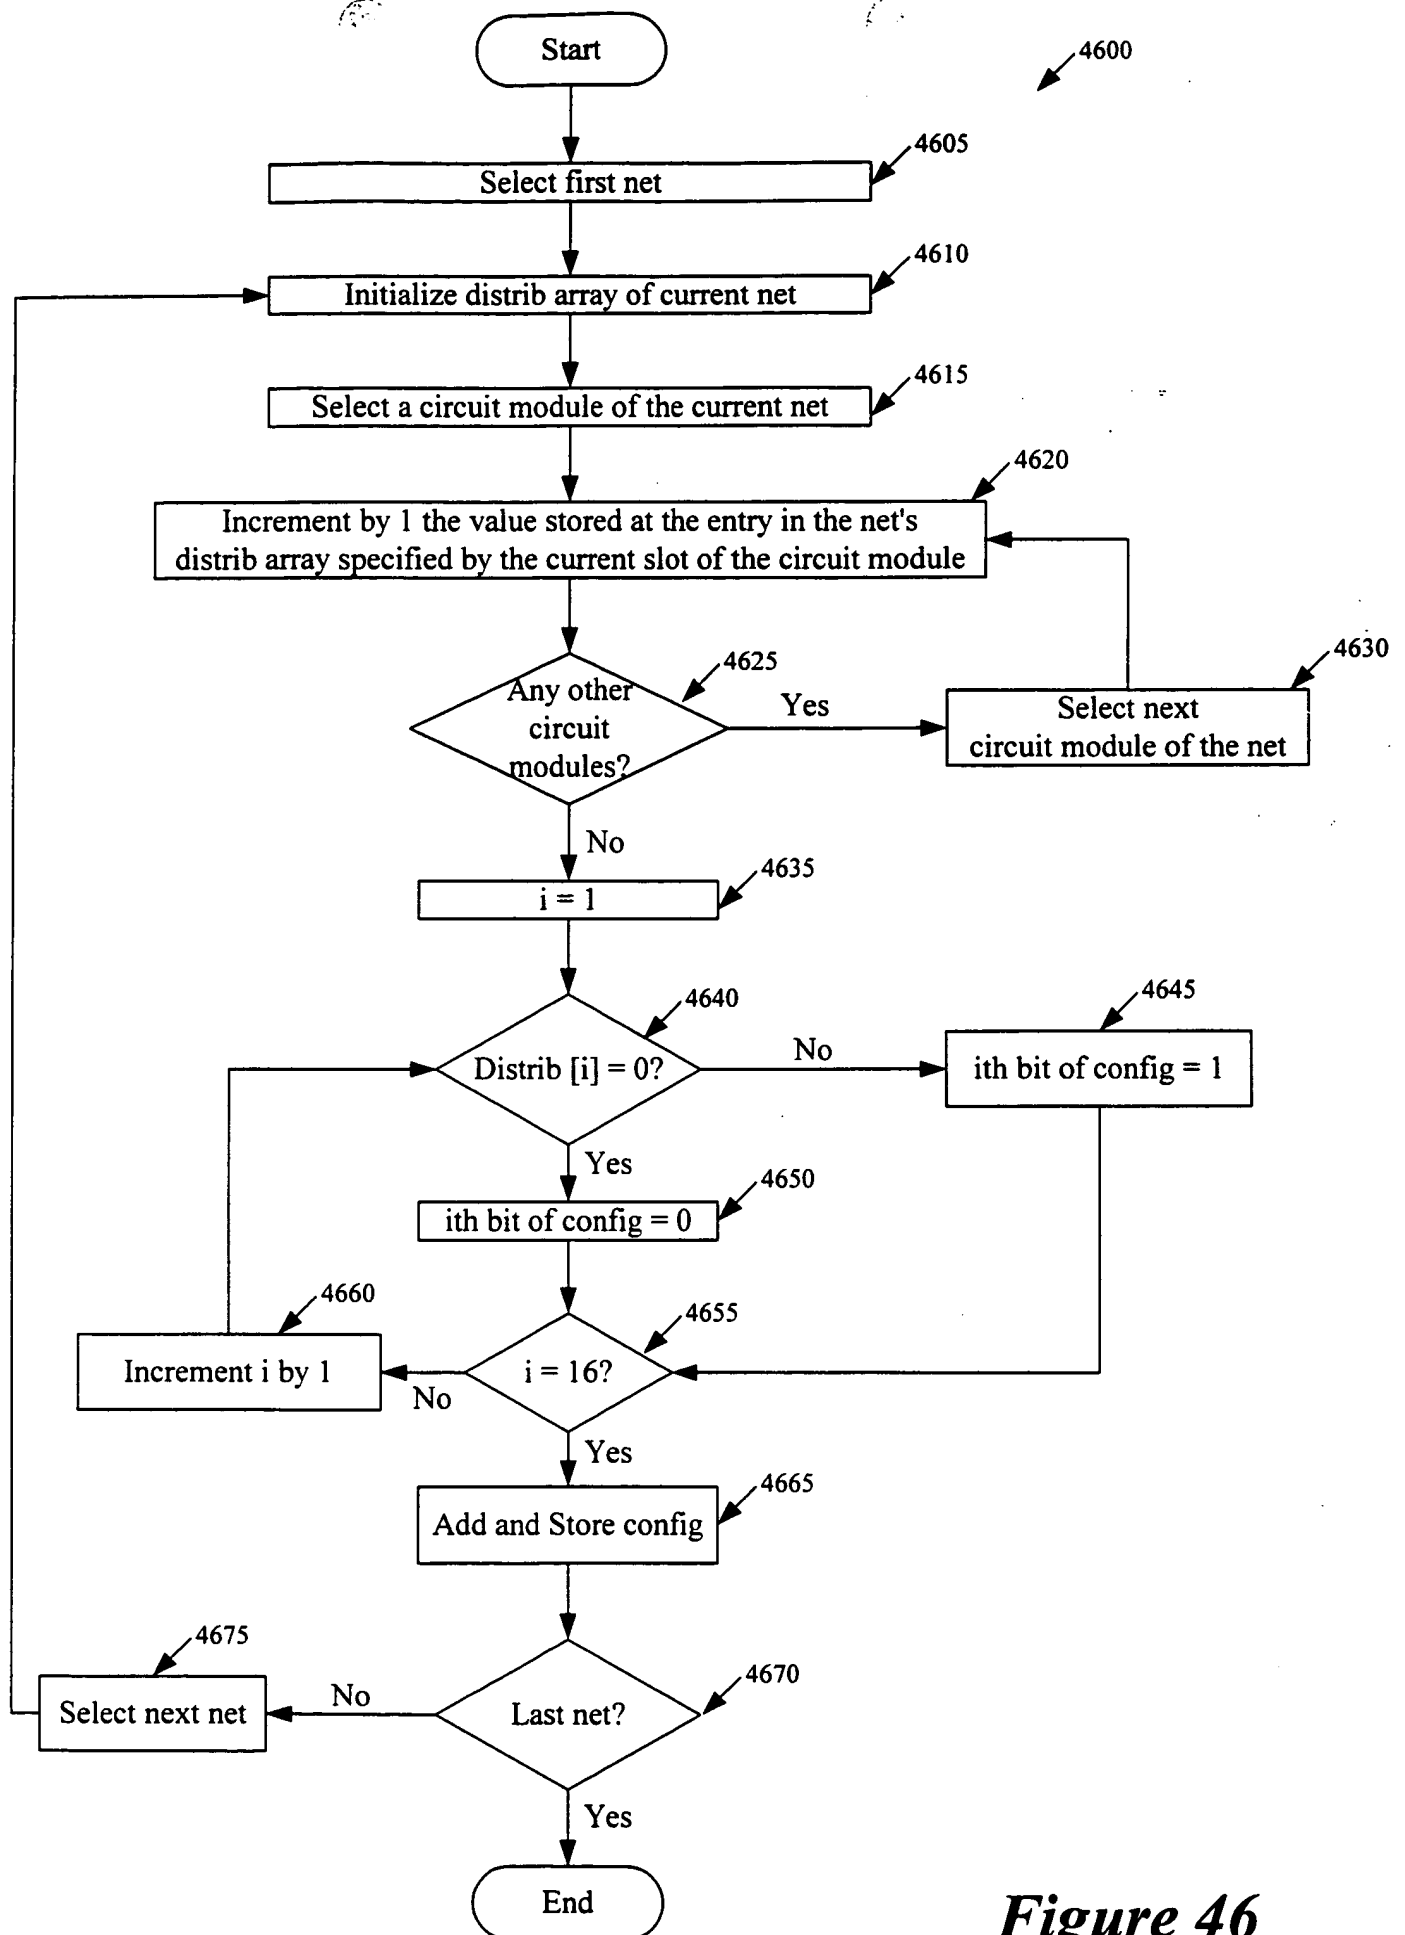 Start
4600
4605
Select first net
4610
Initialize distrib array of current net
4615
Select a circuit module of the current net
4620
Increment by 1 the value stored at the entry in the net's
distrib array specified by the current slot of the circuit module
4625
Any other
circuit
modules?
Yes
4630
Select next
circuit module of the net
No
4635
i = 1
4640
Distrib [i] = 0?
No
4645
ith bit of config = 1
Yes
4650
ith bit of config = 0
4660
Increment i by 1
4655
i = 16?
No
Yes
4665
Add and Store config
4675
Select next net
No
4670
Last net?
Yes
End
Figure 46